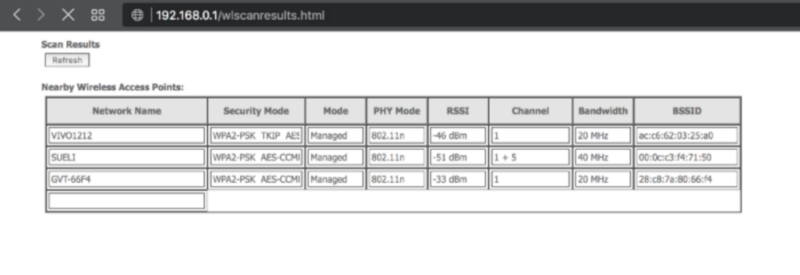 192.168.0.1/wiscanresults.html
Scan Results
Refresh
Nearby Wireless Access Points:
Network Name Security Mode Mode PHY Mode RSSI Channel Bandwidth BSSID
VIVO1212 WPA2-PSK TKIP AES Managed 802.11n -46 dBm 1 20 MHz ac:c6:62:03:25:a0
SUELI WPA2-PSK AES-CCMI Managed 802.11n -51 dBm 1 + 5 40 MHz 00:0c:c3:f4:71:50
GVT-66F4 WPA2-PSK AES-CCMI Managed 802.11n -33 dBm 1 20 MHz 28:c8:7a:80:66:f4